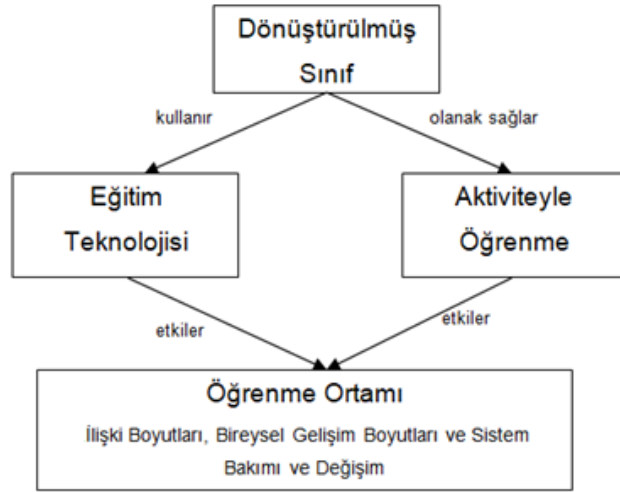 Dönüştürülmüş
Sınıf
kullanır
olanak sağlar
Eğitim
Teknolojisi
Aktiviteyle
Öğrenme
etkiler
etkiler
Öğrenme Ortamı
İlişki Boyutları, Bireysel Gelişim Boyutları ve Sistem
Bakımı ve Değişim